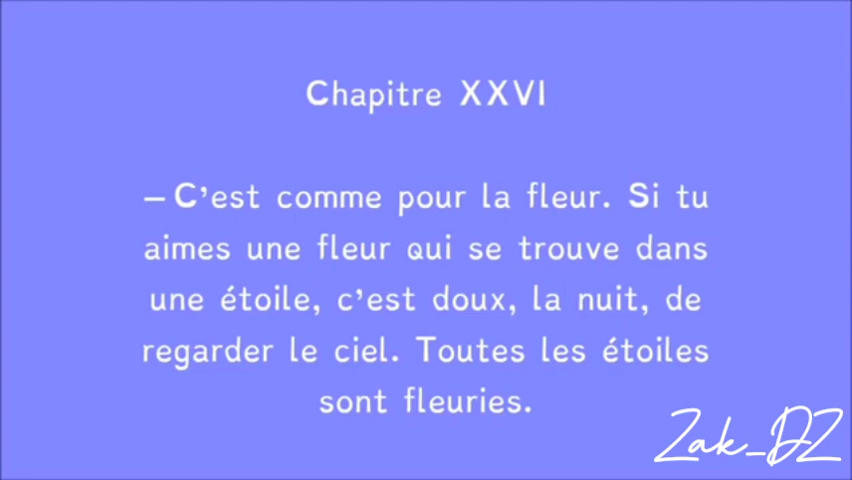 Chapitre XXVI
– C’est comme pour la fleur. Si tu
aimes une fleur qui se trouve dans
une étoile, c’est doux, la nuit, de
regarder le ciel. Toutes les étoiles
sont fleuries.
Zak_DZ